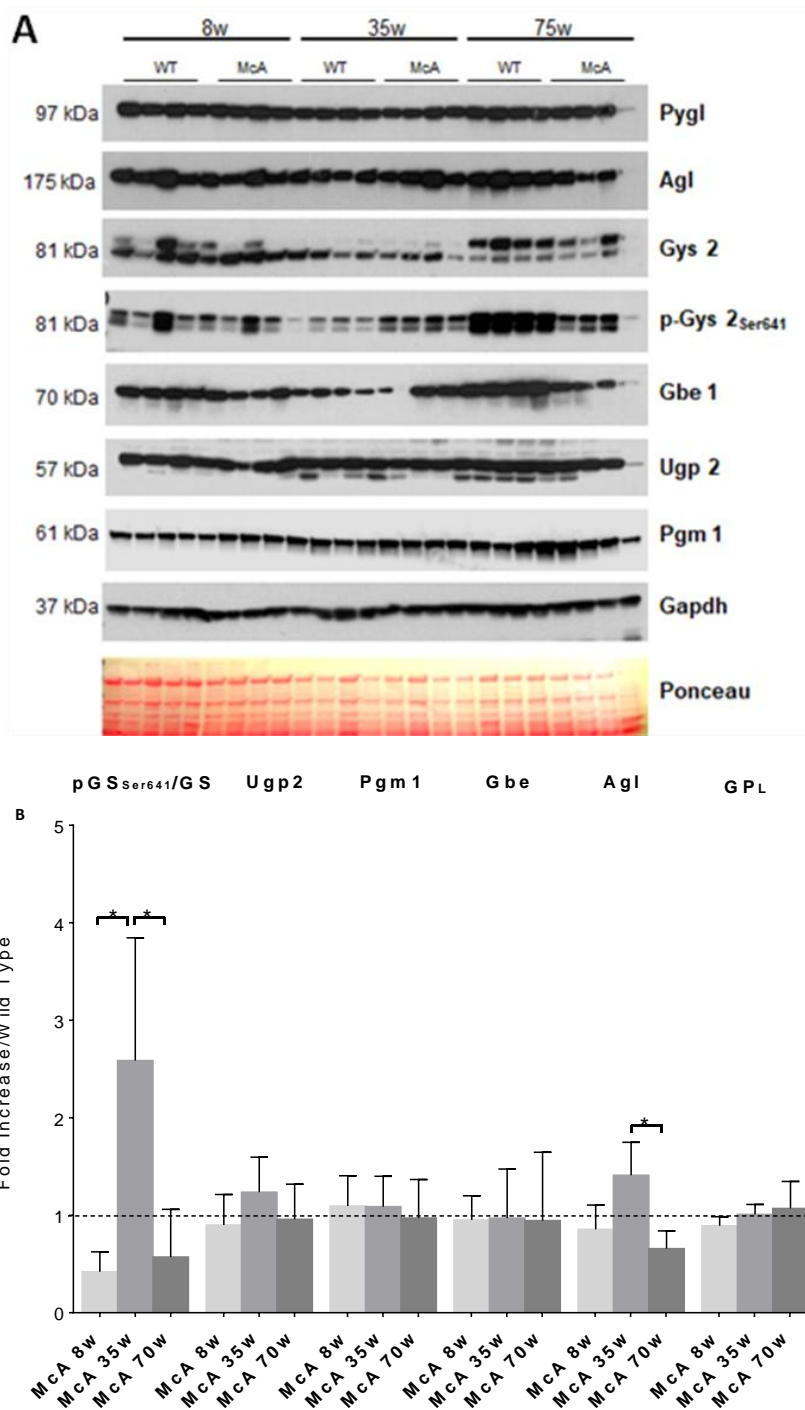 A
8w 35w 75w
WT McA WT McA WT McA
97 kDa Pygl
175 kDa Agl
81 kDa Gys 2
81 kDa p-Gys 2Ser641
70 kDa Gbe 1
57 kDa Ugp 2
61 kDa Pgm 1
37 kDa Gapdh
Ponceau
pGSSer641/GS Ugp2 Pgm1 Gbe Agl GPL
B
5
4
3
2
1
0
* *
*
Fold Increase/Wild Type
McA 8w McA 35w McA 70w McA 8w McA 35w McA 70w McA 8w McA 35w McA 70w McA 8w McA 35w McA 70w McA 8w McA 35w McA 70w McA 8w McA 35w McA 70w